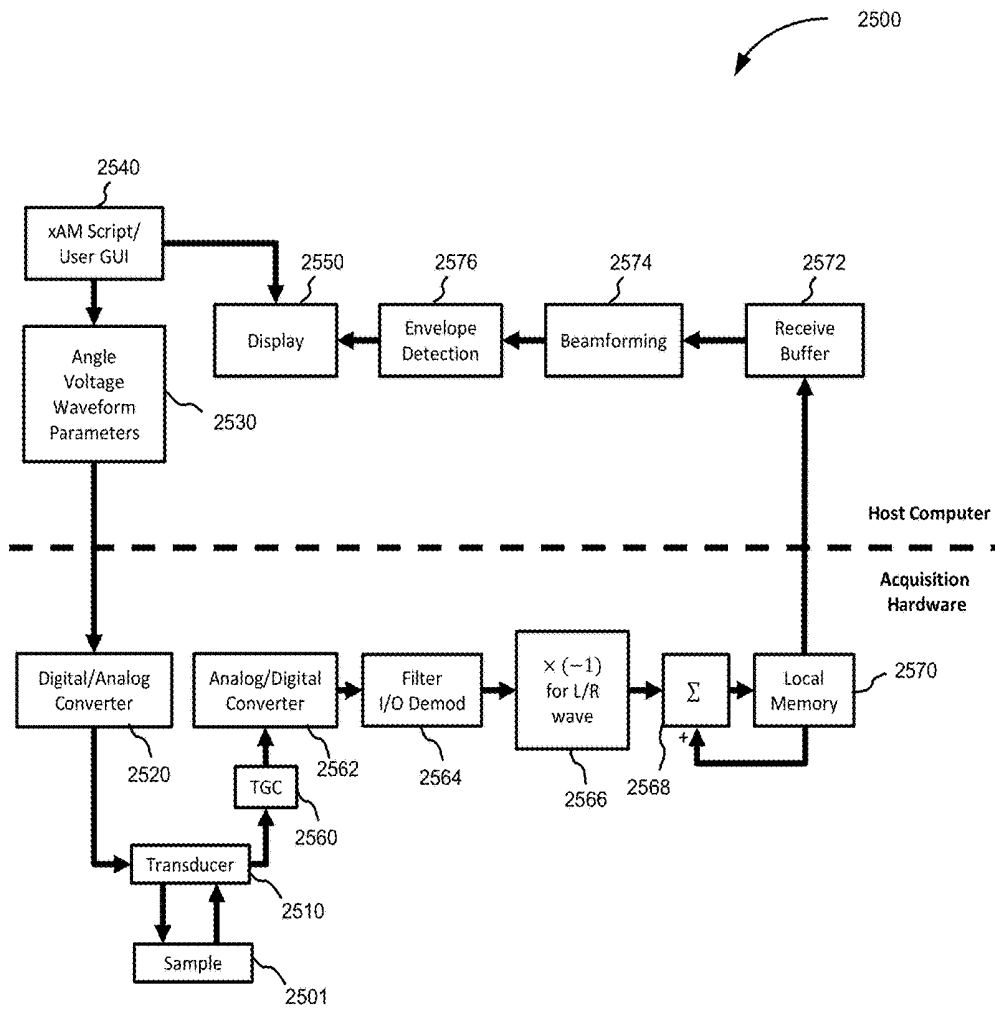 2500
2540
xAM Script/
User GUI
2550
2576
2574
2572
Display
Envelope
Detection
Beamforming
Receive
Buffer
Angle
Voltage
Waveform
Parameters
2530
Host Computer
Acquisition
Hardware
Digital/Analog
Converter
2520
Analog/Digital
Converter
2562
Filter
I/O Demod
2564
× (−1)
for L/R
wave
2566
Σ
+
2568
Local
Memory
2570
TGC
2560
Transducer
2510
Sample
2501